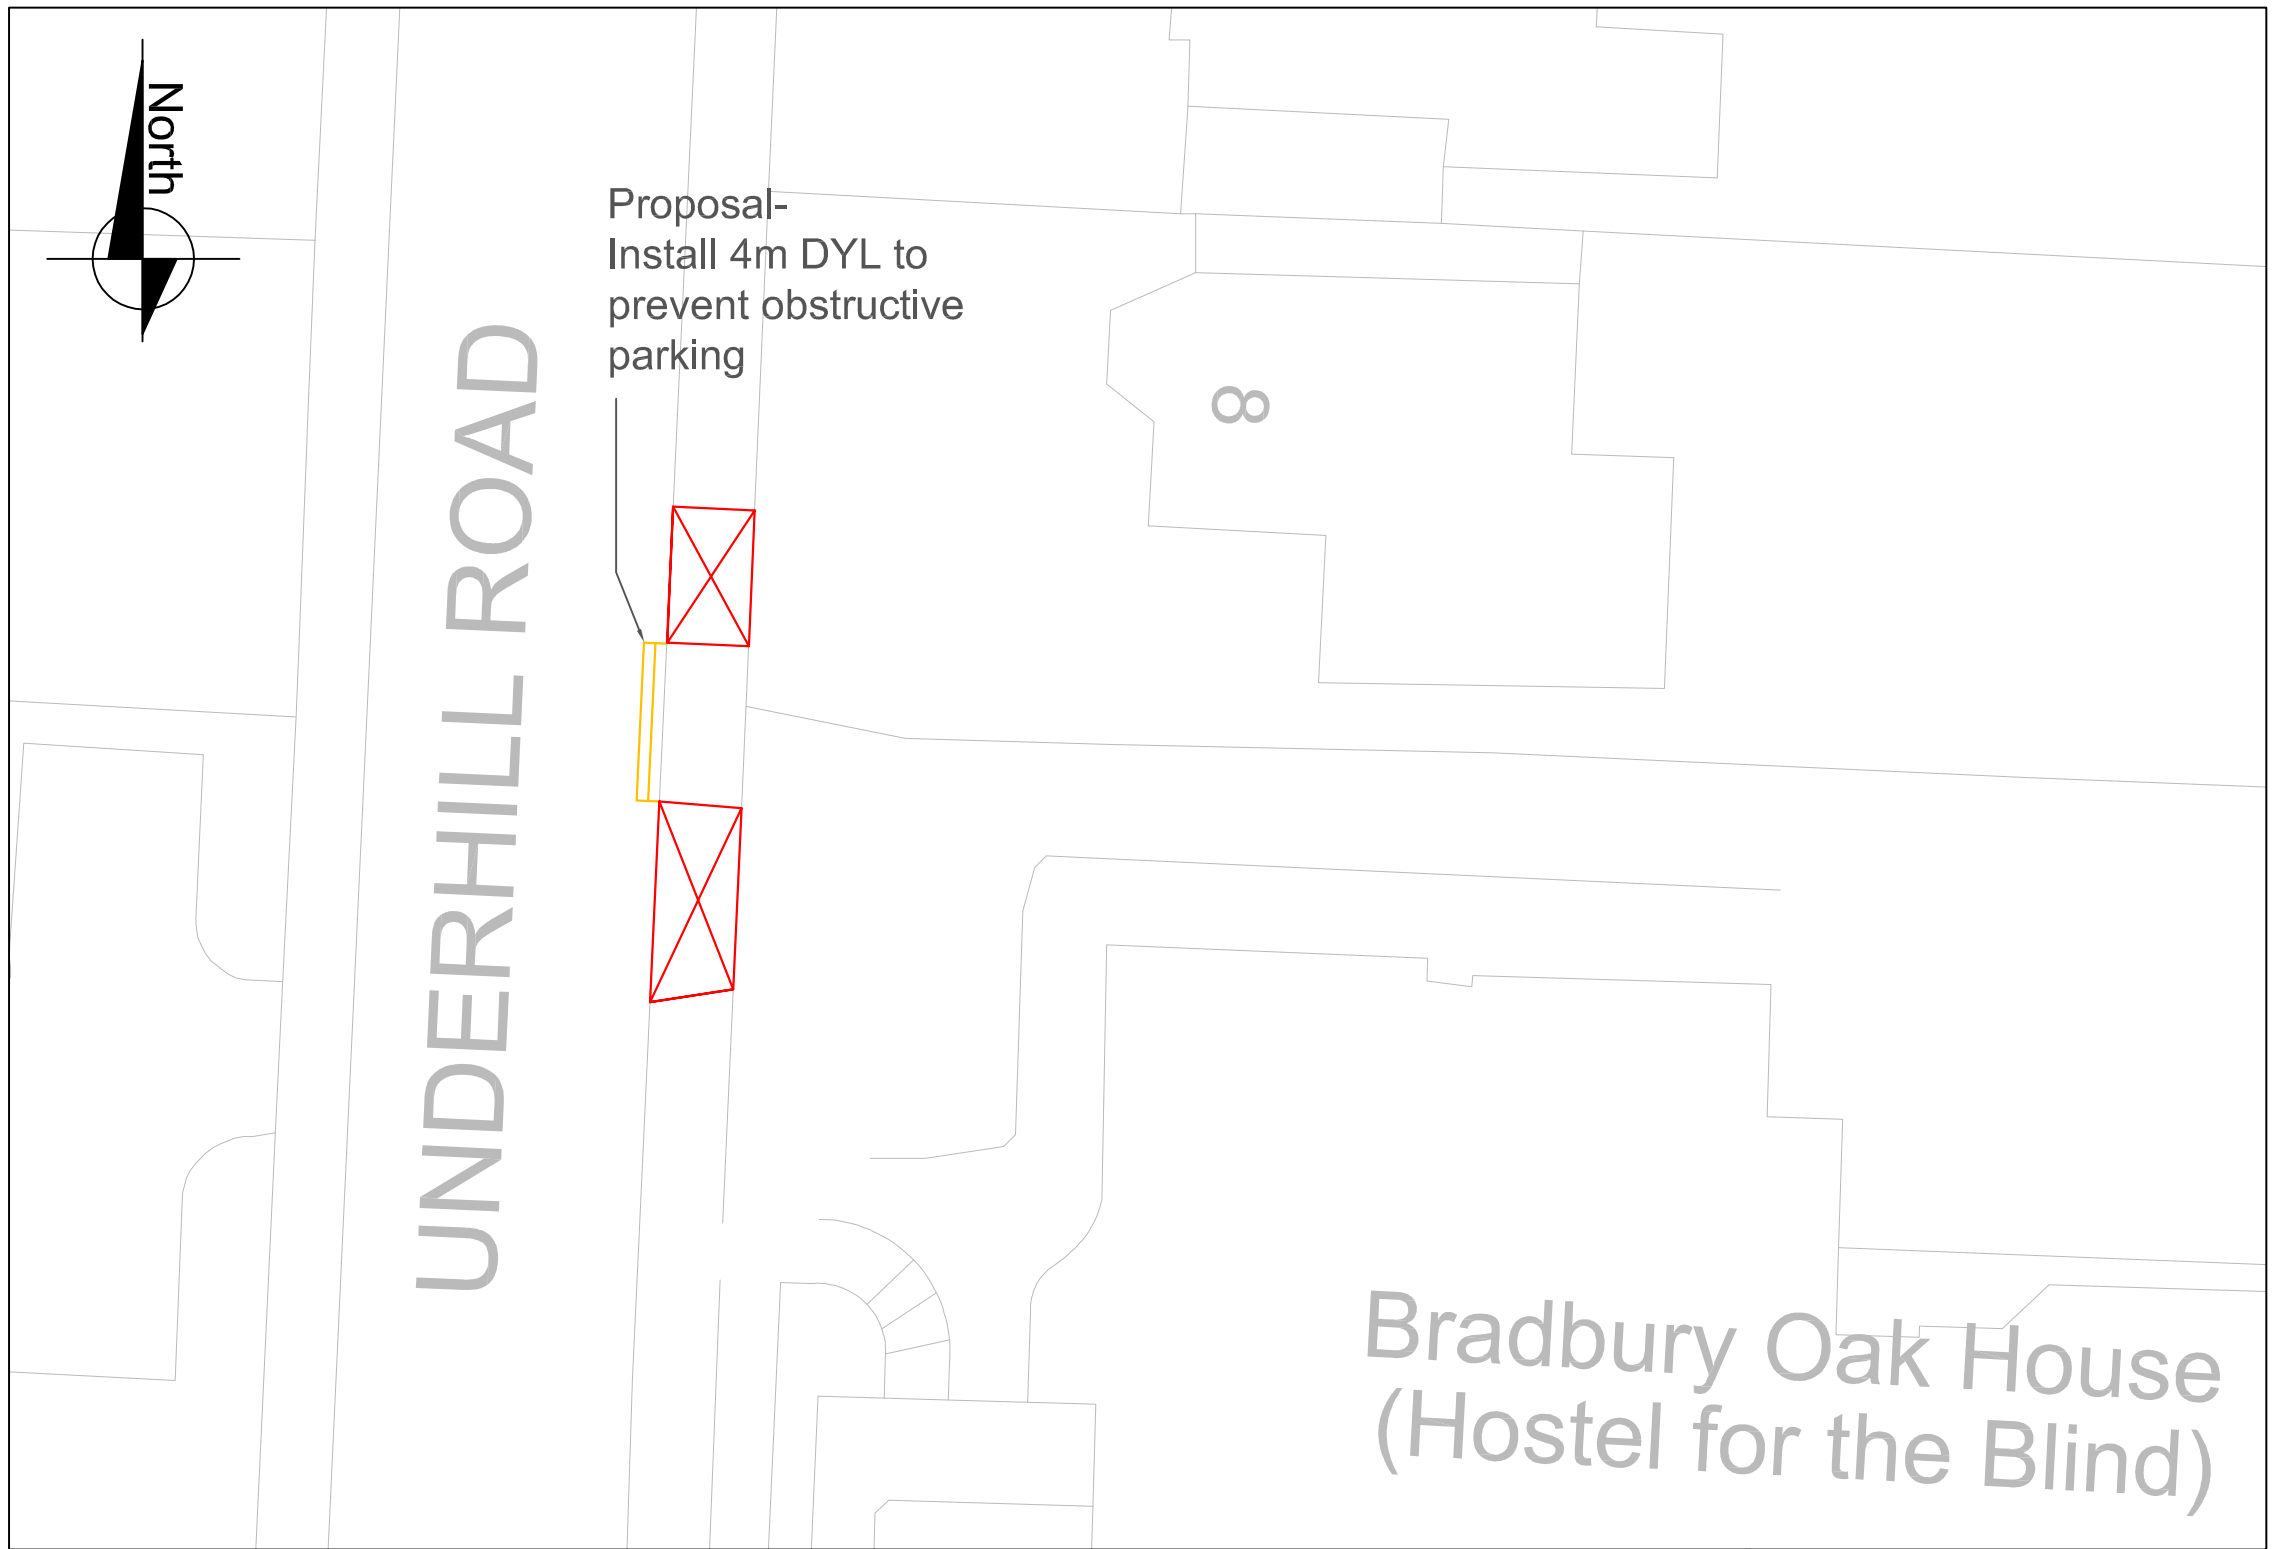 North
Proposal-
Install 4m DYL to
prevent obstructive
parking
UNDERHILL ROAD
8
Bradbury Oak House
(Hostel for the Blind)